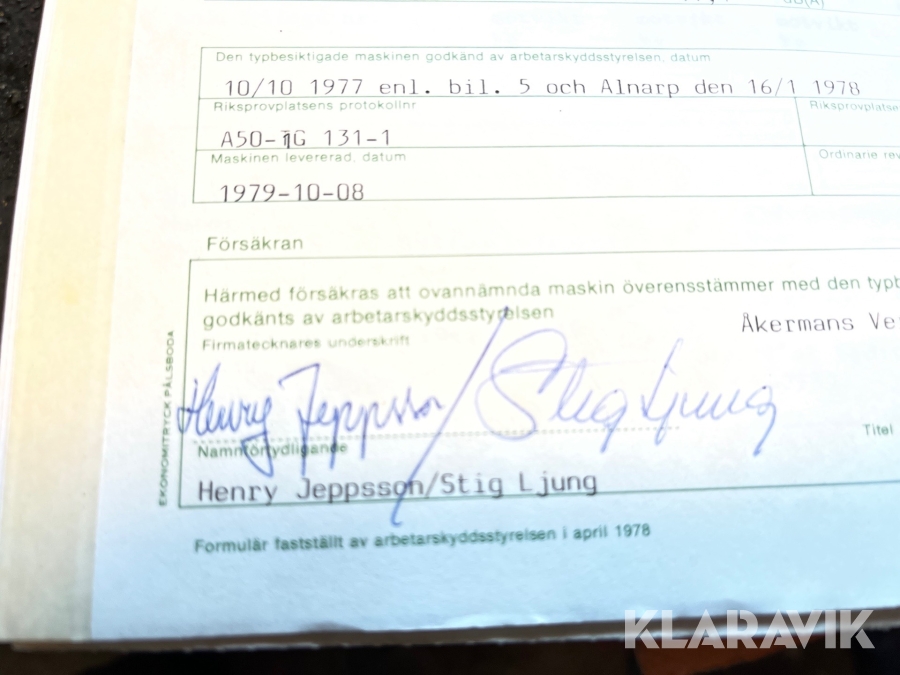 Den typbesiktigade maskinen godkänd av arbetarskyddsstyrelsen, datum
10/10 1977 enl. bil. 5 och Alnarp den 16/1 1978
Riksprovplatsens protokollnr
Riksprovplatse
A50-TG 131-1
Maskinen levererad, datum
Ordinarie rev
1979-10-08
Försäkran
Härmed försäkras att ovannämnda maskin överensstämmer med den typb
godkänts av arbetarskyddsstyrelsen
Åkermans Ve
Firmatecknares underskrift
Henry Jeppsson/Stig Ljung
Titel
Namnförtydligande
Henry Jeppsson/Stig Ljung
EKONOMITRYCK PÅLSBODA
Formulär fastställt av arbetarskyddsstyrelsen i april 1978
KLARAVIK